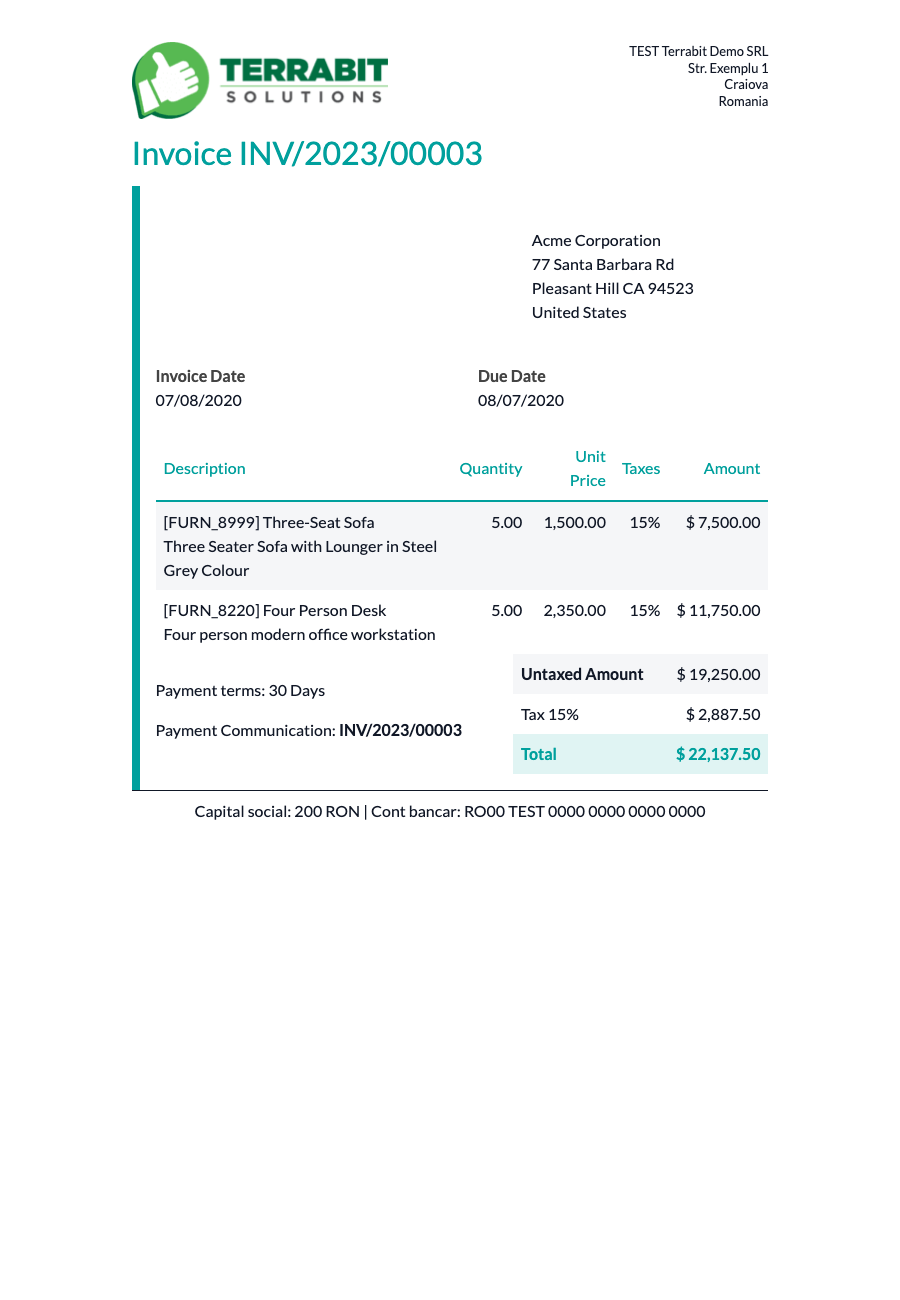 TERRABIT
SOLUTIONS
TEST Terrabit Demo SRL
Str. Exemplu 1
Craiova
Romania
Invoice INV/2023/00003
Acme Corporation
77 Santa Barbara Rd
Pleasant Hill CA 94523
United States
Invoice Date Due Date
07/08/2020 08/07/2020
Description Quantity Unit Price Taxes Amount
[FURN_8999] Three-Seat Sofa 5.00 1,500.00 15% $ 7,500.00
Three Seater Sofa with Lounger in Steel
Grey Colour
[FURN_8220] Four Person Desk 5.00 2,350.00 15% $ 11,750.00
Four person modern office workstation
Untaxed Amount $ 19,250.00
Payment terms: 30 Days
Tax 15% $ 2,887.50
Payment Communication: INV/2023/00003
Total $ 22,137.50
Capital social: 200 RON | Cont bancar: RO00 TEST 0000 0000 0000 0000